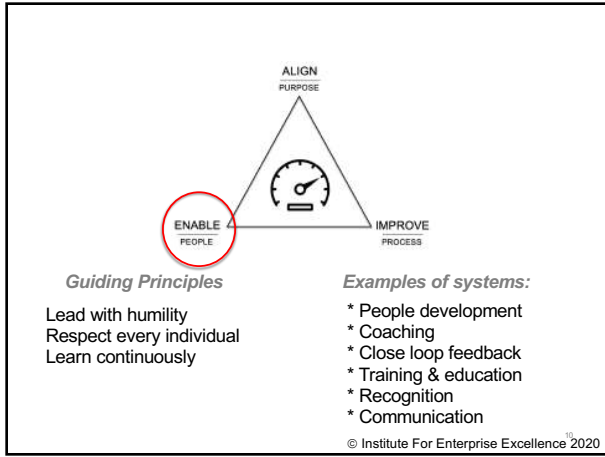 ALIGN
PURPOSE
ENABLE
PEOPLE
IMPROVE
PROCESS
Guiding Principles
Lead with humility
Respect every individual
Learn continuously
Examples of systems:
* People development
* Coaching
* Close loop feedback
* Training & education
* Recognition
* Communication
10
© Institute For Enterprise Excellence 2020